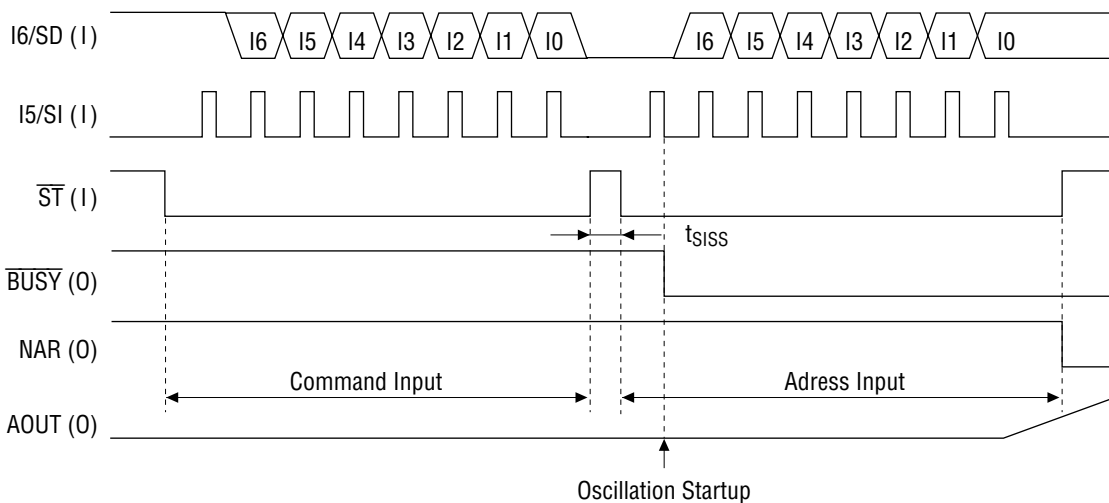 I6/SD (I)
I6 I5 I4 I3 I2 I1 I0 I6 I5 I4 I3 I2 I1 I0
I5/SI (I)
ST (I)
tSISS
BUSY (O)
NAR (O)
Command Input
Adress Input
AOUT (O)
Oscillation Startup